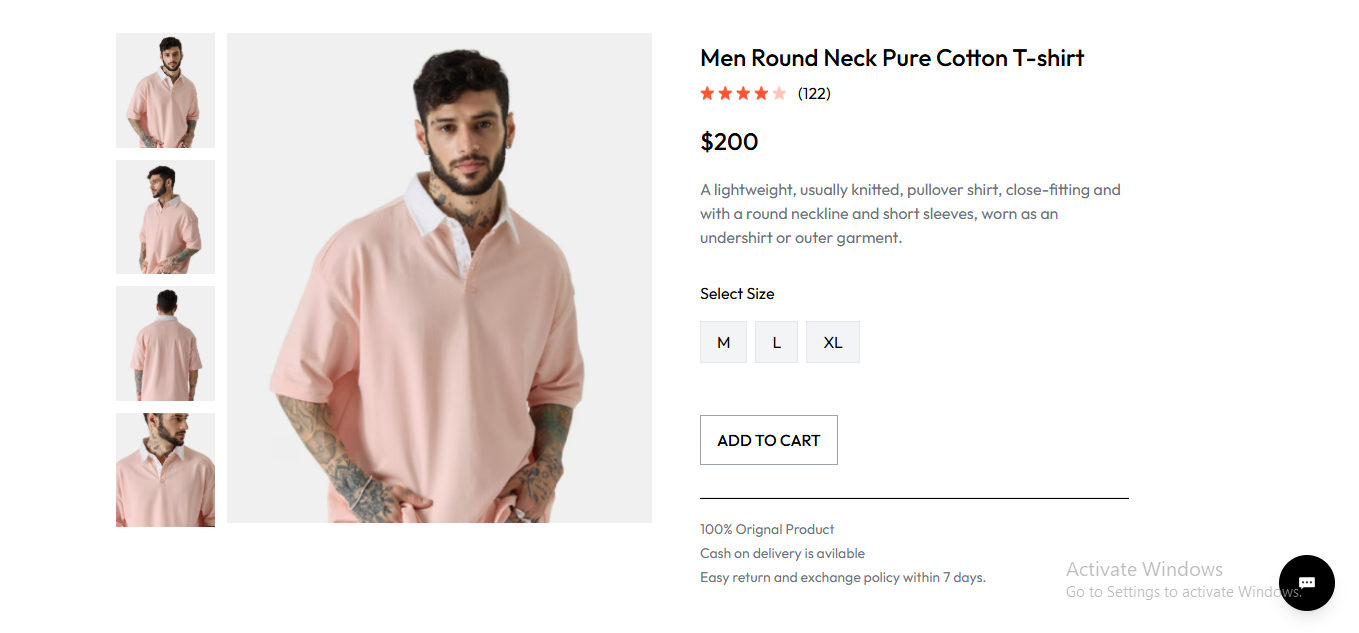 Men Round Neck Pure Cotton T-shirt
(122)
$200
A lightweight, usually knitted, pullover shirt, close-fitting and
with a round neckline and short sleeves, worn as an
undershirt or outer garment.
Select Size
M L XL
ADD TO CART
100% Orignal Product
Cash on delivery is avilable
Easy return and exchange policy within 7 days.
Activate Windows
Go to Settings to activate Windows.